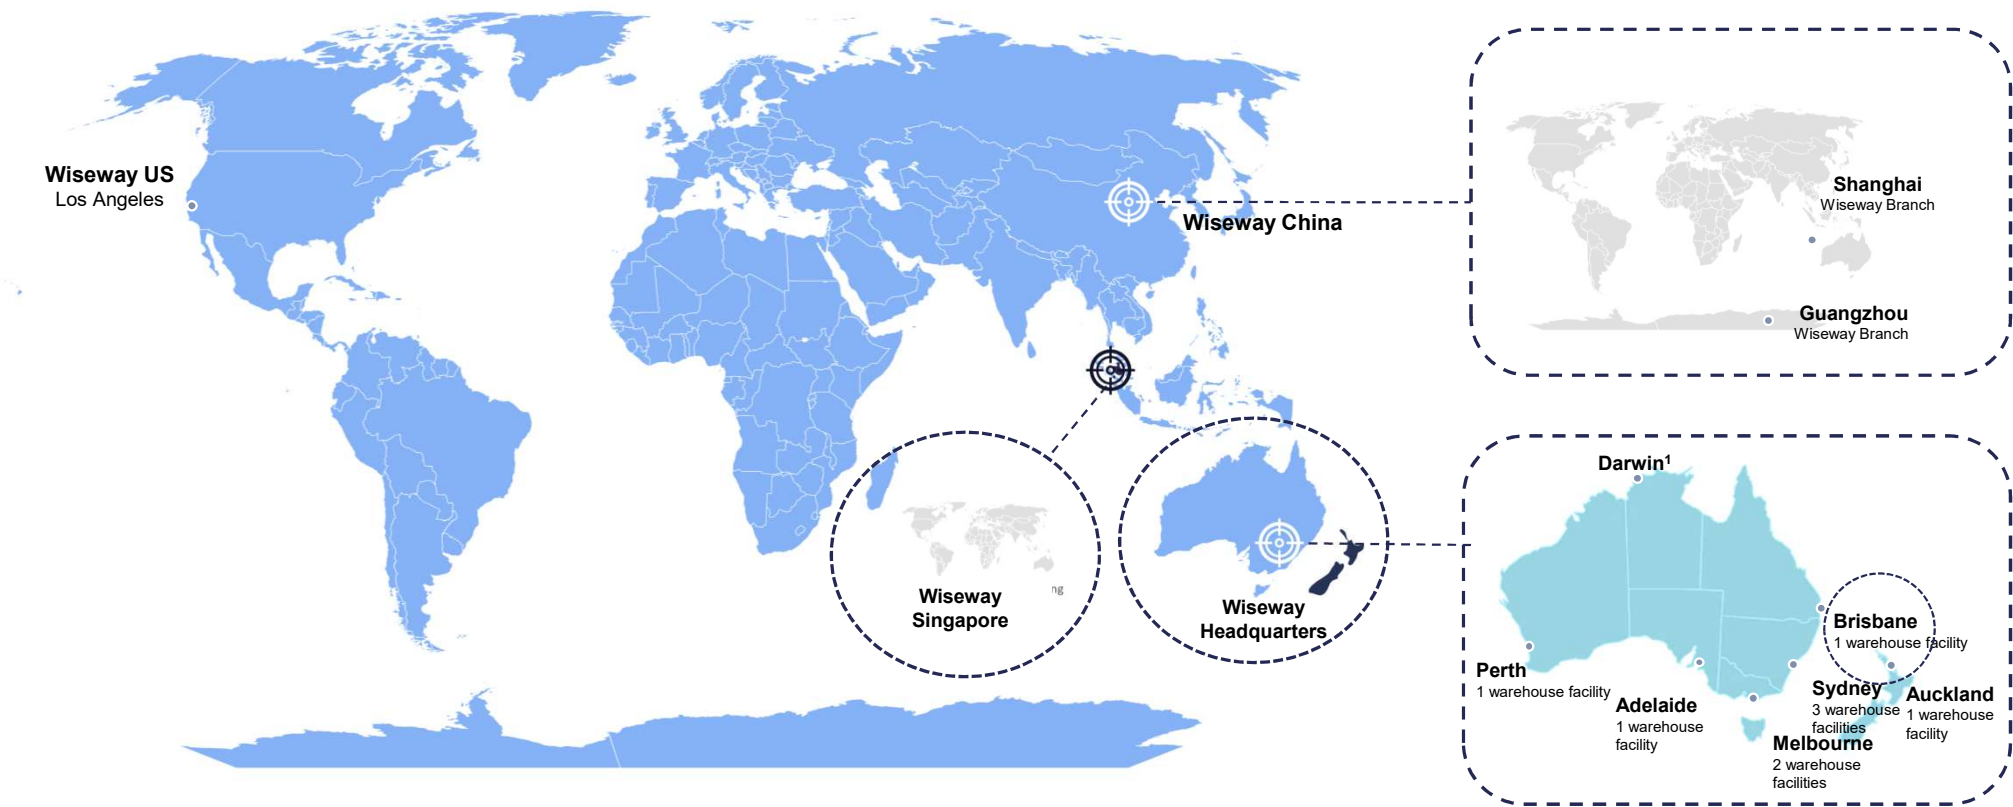 Wiseway US
Los Angeles
Wiseway China
Shanghai
Wiseway Branch
Guangzhou
Wiseway Branch
Wiseway
Singapore
ng
Wiseway
Headquarters
Darwin¹
Brisbane
1 warehouse facility
Perth
1 warehouse facility
Adelaide
1 warehouse
facility
Sydney
3 warehouse
facilities
Auckland
1 warehouse
facility
Melbourne
2 warehouse
facilities